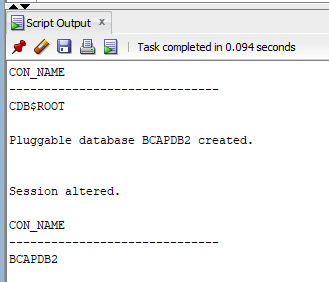 Script Output x
Task completed in 0.094 seconds
CON_NAME
------------------------------
CDB$ROOT
Pluggable database BCAPDB2 created.
Session altered.
CON_NAME
------------------------------
BCAPDB2